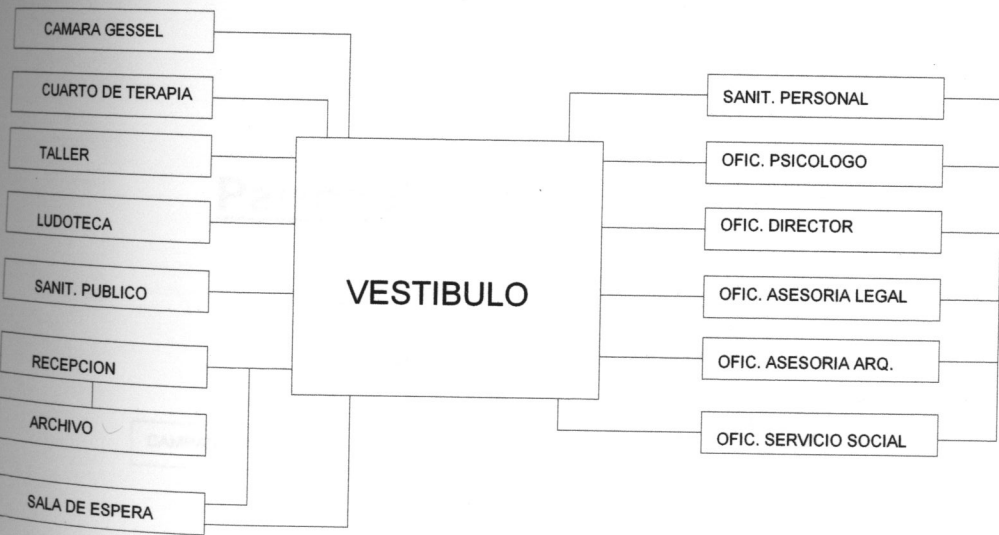 CAMARA GESSEL
CUARTO DE TERAPIA
TALLER
LUDOTECA
SANIT. PUBLICO
RECEPCION
ARCHIVO
SALA DE ESPERA
VESTIBULO
SANIT. PERSONAL
OFIC. PSICOLOGO
OFIC. DIRECTOR
OFIC. ASESORIA LEGAL
OFIC. ASESORIA ARQ.
OFIC. SERVICIO SOCIAL